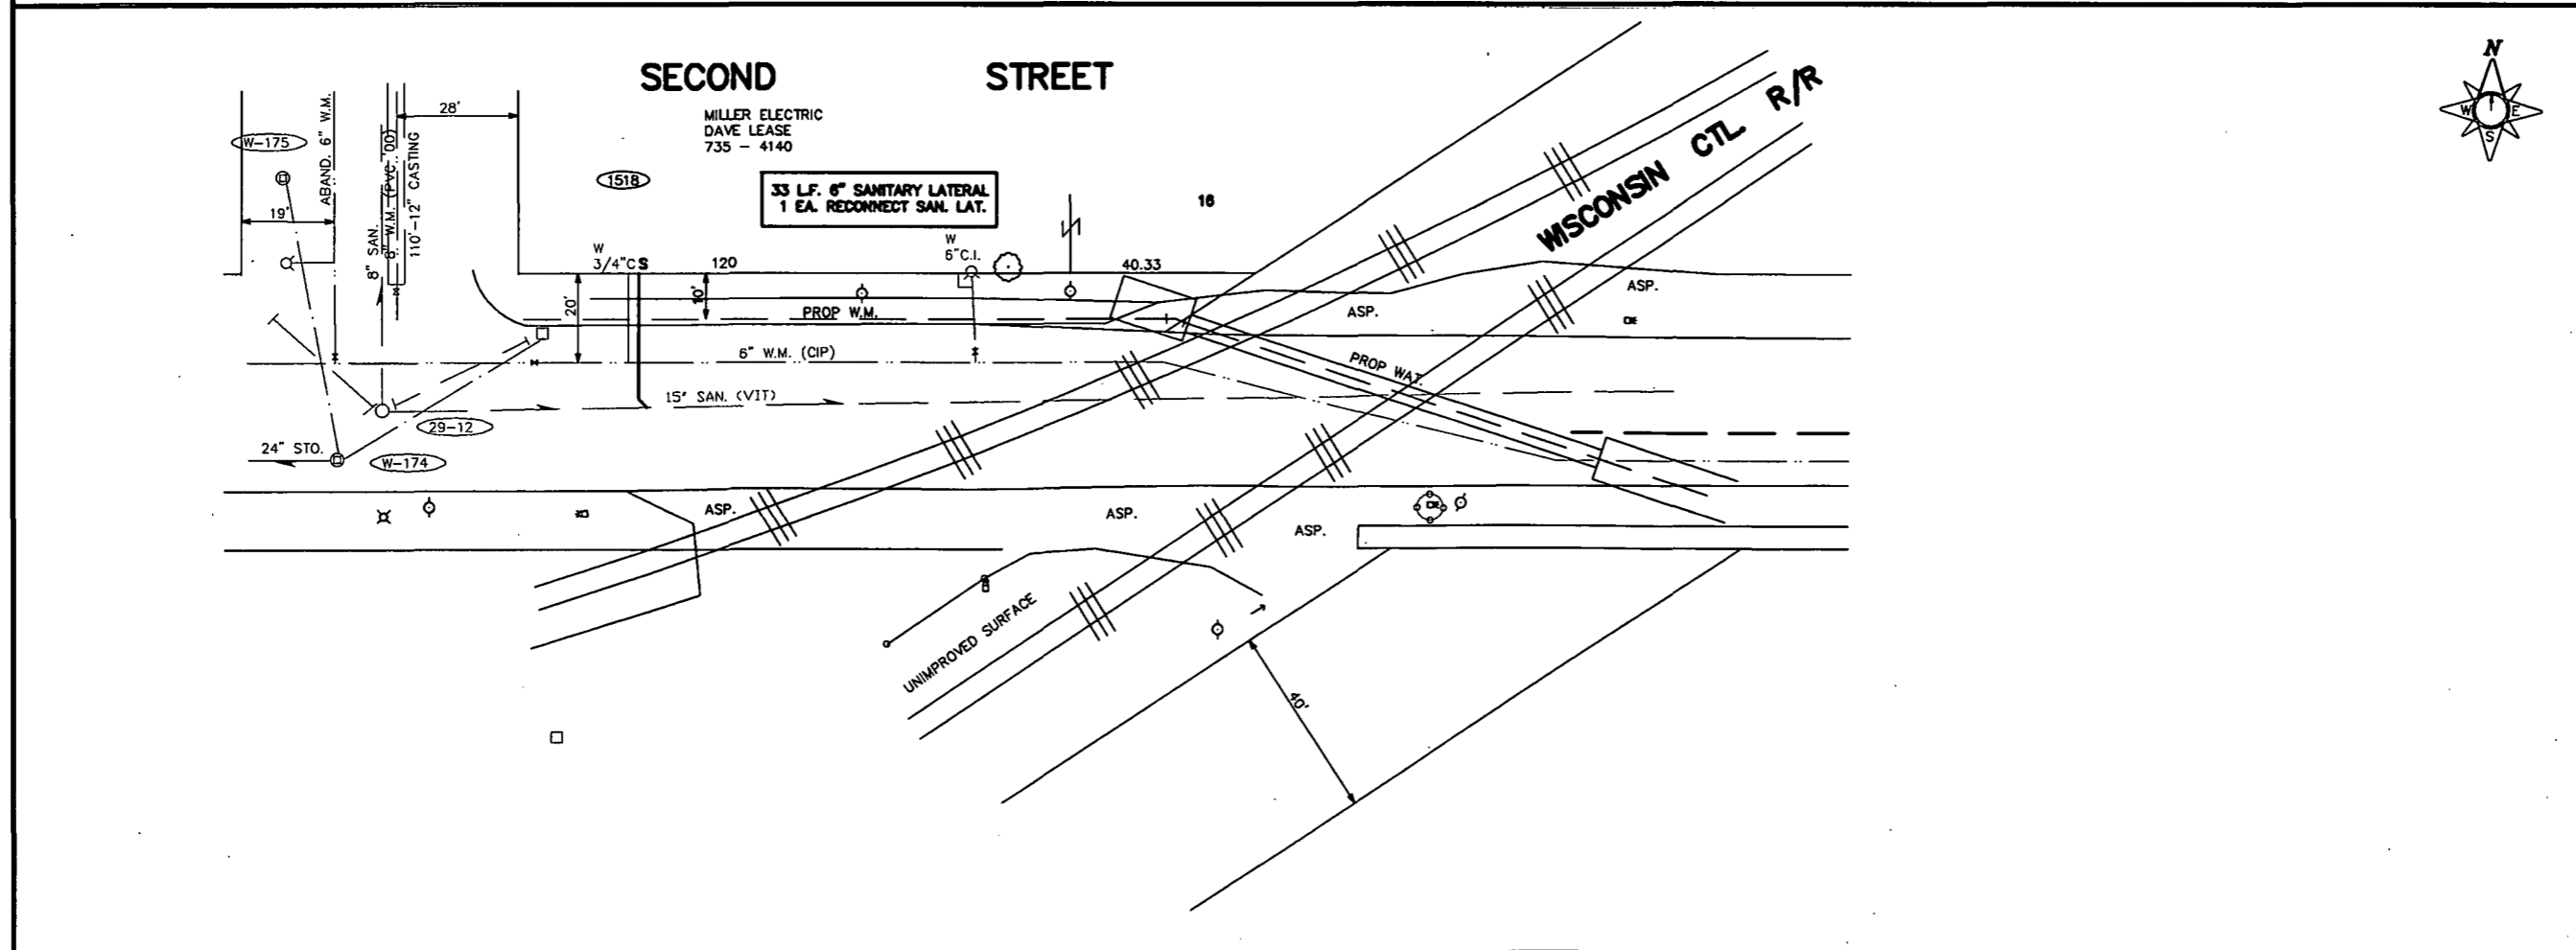 SECOND STREET
N
W E
S
MILLER ELECTRIC
DAVE LEASE
735 - 4140
WISCONSIN CTL. R/R
28'
W-175
ABAND. 6" W.M.
8" SAN.
8" W.M. (PVC '00)
110'-12" CASTING
19'
1518
33 L.F. 6" SANITARY LATERAL
1 EA. RECONNECT SAN. LAT.
16
W
3/4"C S
120
W
6"C.I.
40.33
20'
10'
PROP W.M.
ASP.
ASP.
6" W.M. (CIP)
PROP WAT.
15" SAN. (VIT)
29-12
24" STO.
W-174
ASP.
ASP.
ASP.
UNIMPROVED SURFACE
40'